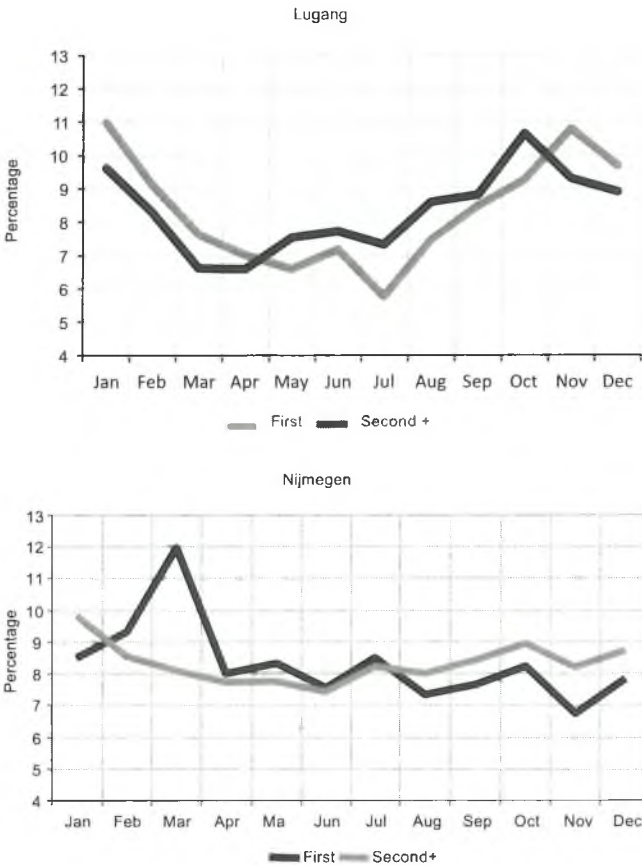 Lugang
13
12
11
10
9
8
7
6
5
4
Percentage
Jan Feb Mar Apr May Jun Jul Aug Sep Oct Nov Dec
First Second +
Nijmegen
13
12
11
10
9
8
7
6
5
4
Percentage
Jan Feb Mar Apr Ma Jun Jul Aug Sep Oct Nov Dec
First Second+